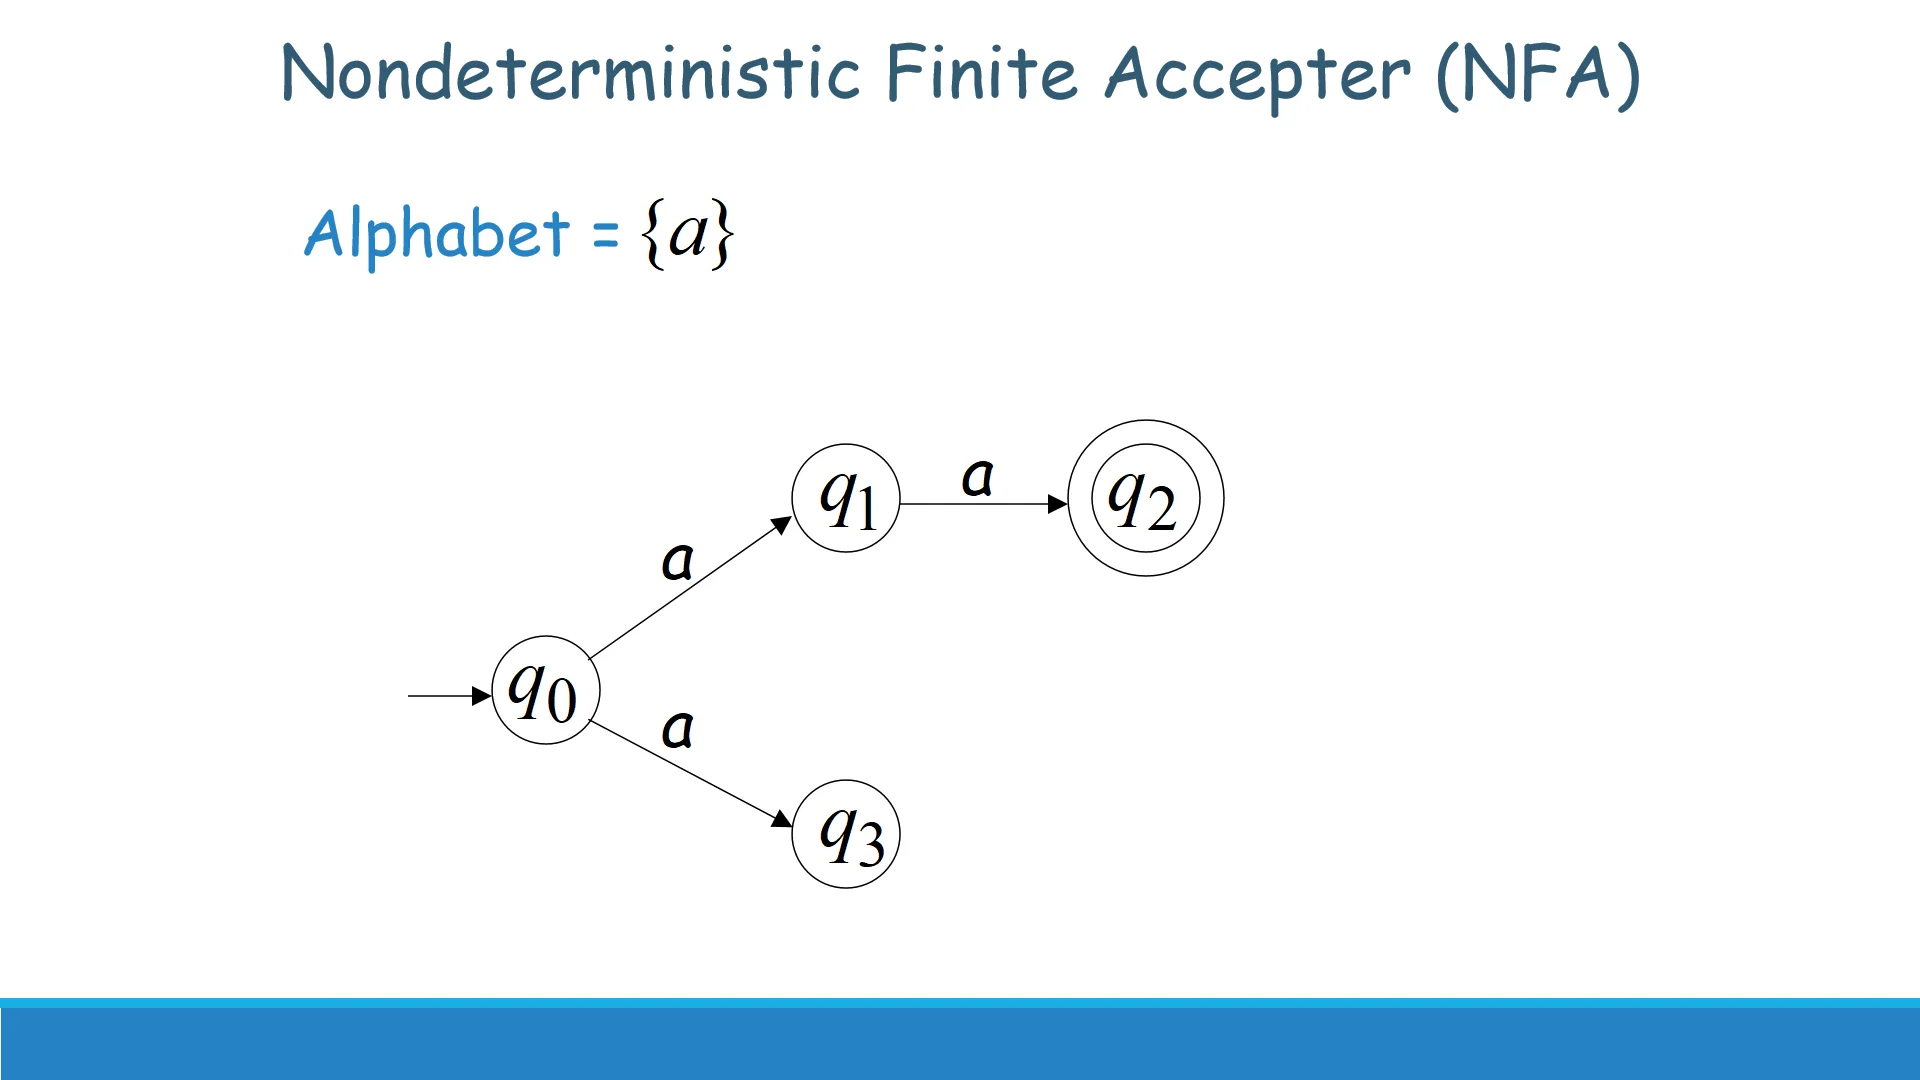 Nondeterministic Finite Accepter (NFA)
Alphabet = {a}
q1
a
q2
a
q0
a
q3